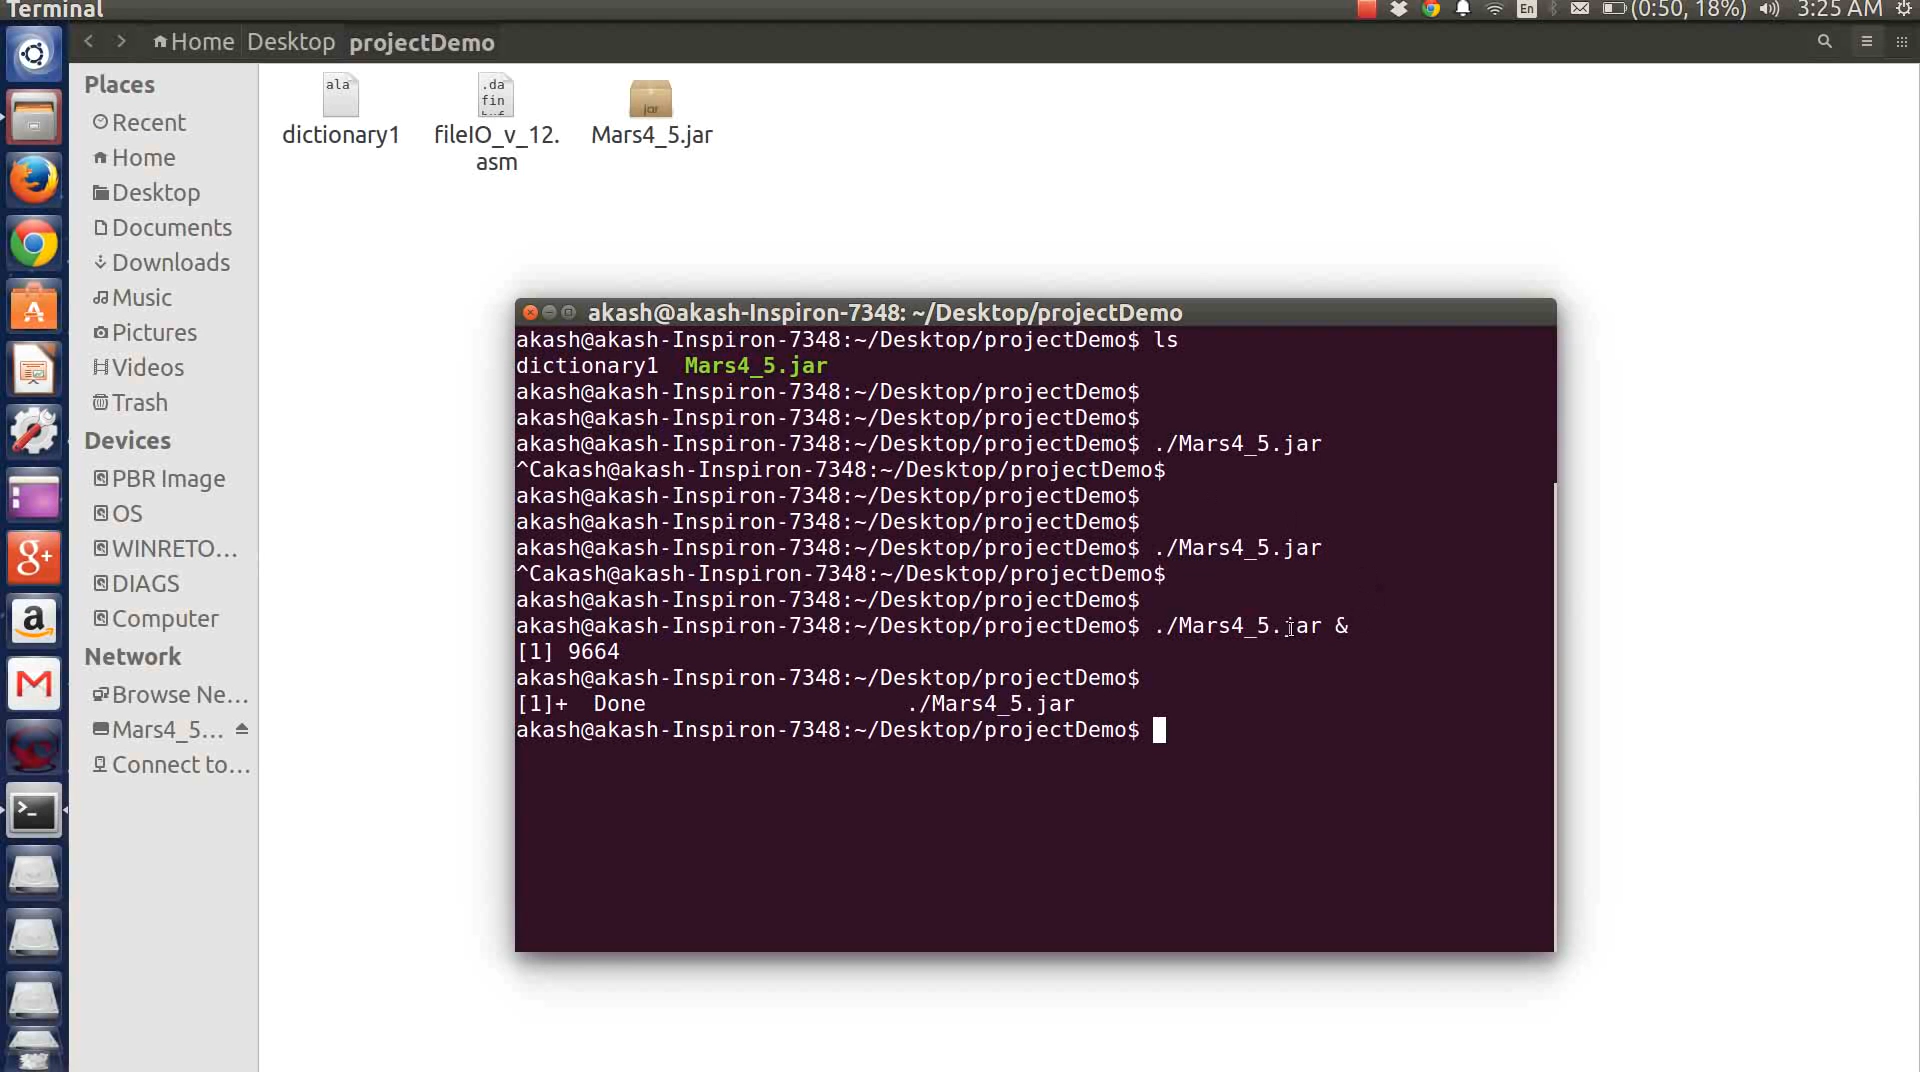 Terminal
En
(0:50, 18%)
3:25 AM
Home
Desktop
projectDemo
Places
Recent
Home
Desktop
Documents
Downloads
Music
Pictures
Videos
Trash
Devices
PBR Image
OS
WINRETO...
DIAGS
Computer
Network
Browse Ne...
Mars4_5...
Connect to...
ala
dictionary1
.da
fin
fileIO_v_12.
asm
jar
Mars4_5.jar
akash@akash-Inspiron-7348: ~/Desktop/projectDemo
akash@akash-Inspiron-7348:~/Desktop/projectDemo$ ls
dictionary1 Mars4_5.jar
akash@akash-Inspiron-7348:~/Desktop/projectDemo$
akash@akash-Inspiron-7348:~/Desktop/projectDemo$
akash@akash-Inspiron-7348:~/Desktop/projectDemo$ ./Mars4_5.jar
^Cakash@akash-Inspiron-7348:~/Desktop/projectDemo$
akash@akash-Inspiron-7348:~/Desktop/projectDemo$
akash@akash-Inspiron-7348:~/Desktop/projectDemo$
akash@akash-Inspiron-7348:~/Desktop/projectDemo$ ./Mars4_5.jar
^Cakash@akash-Inspiron-7348:~/Desktop/projectDemo$
akash@akash-Inspiron-7348:~/Desktop/projectDemo$
akash@akash-Inspiron-7348:~/Desktop/projectDemo$ ./Mars4_5.jar &
[1] 9664
akash@akash-Inspiron-7348:~/Desktop/projectDemo$
[1]+ Done ./Mars4_5.jar
akash@akash-Inspiron-7348:~/Desktop/projectDemo$